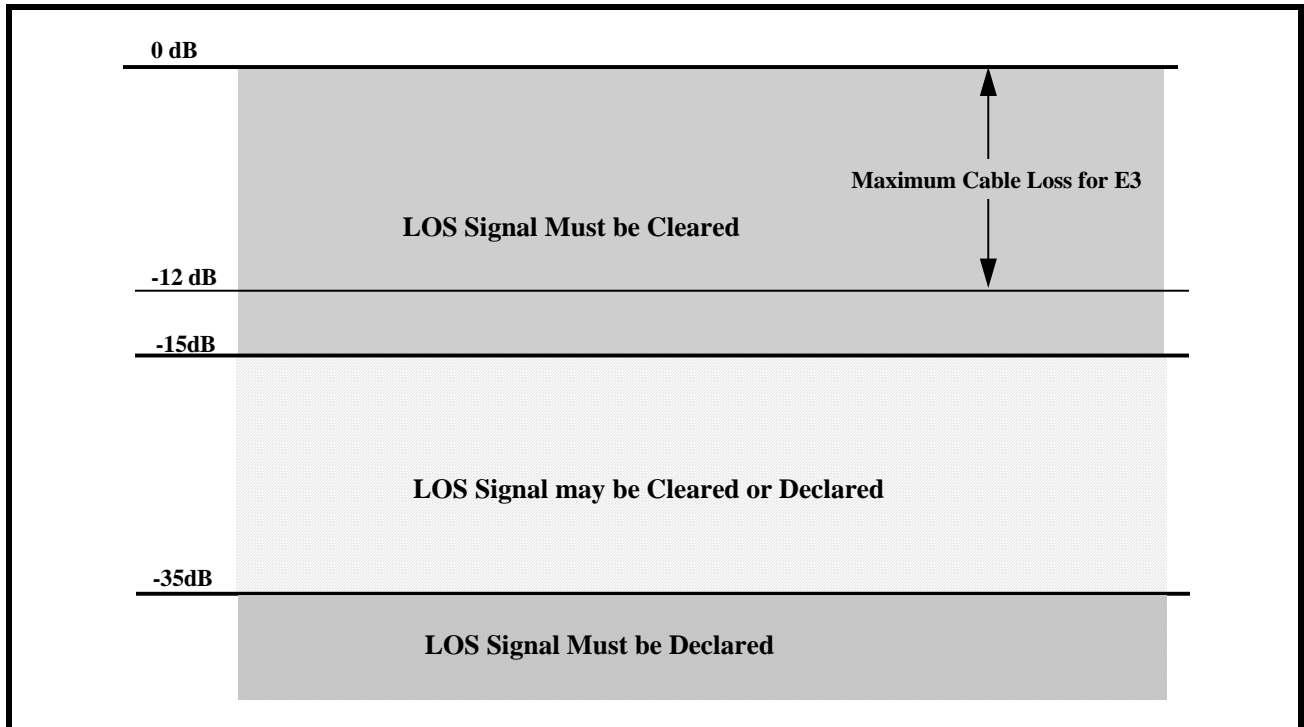 0 dB
Maximum Cable Loss for E3
LOS Signal Must be Cleared
-12 dB
-15dB
LOS Signal may be Cleared or Declared
-35dB
LOS Signal Must be Declared